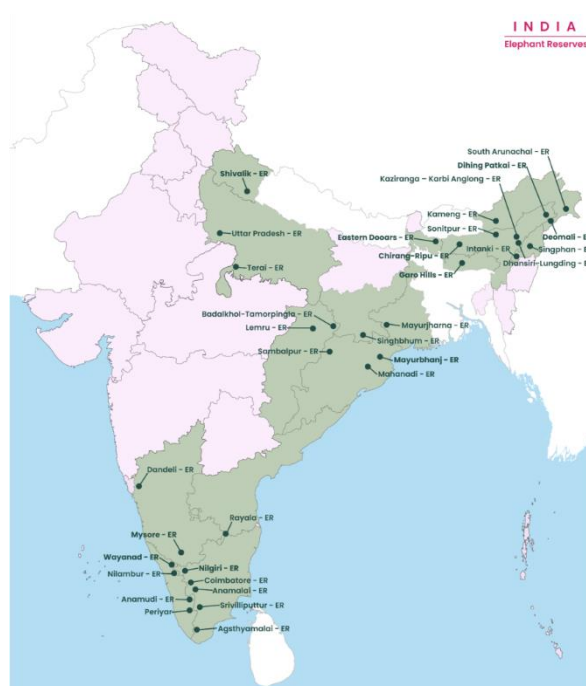 INDIA
Elephant Reserves
South Arunachal - ER
Dihing Patkai - ER
Kaziranga – Karbi Anglong - ER
Shivalik - ER
Kameng - ER
Sonitpur - ER
Deomali - E
Uttar Pradesh - ER
Eastern Dooars - ER
Intanki - ER
Singphan - E
Chirang-Ripu - ER
Dhansiri-Lungding - E
Terai - ER
Garo Hills - ER
Badalkhol-Tamorpingla - ER
Mayurjharna - ER
Lemru - ER
Singhbhum - ER
Sambalpur - ER
Mayurbhanj - ER
Mahanadi - ER
Dandeli - ER
Rayala - ER
Mysore - ER
Wayanad - ER
Nilgiri - ER
Nilambur - ER
Coimbatore - ER
Anamalai - ER
Anamudi - ER
Srivilliputtur - ER
Periyar
Agsthyamalai - ER